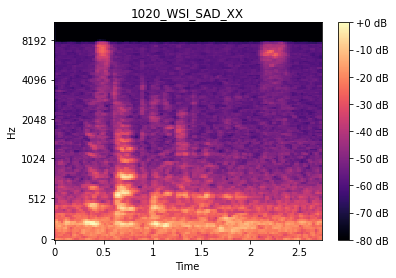 1020_WSI_SAD_XX
8192
4096
2048
1024
512
0
Hz
0
0.5
1
1.5
2
2.5
Time
+0 dB
-10 dB
-20 dB
-30 dB
-40 dB
-50 dB
-60 dB
-70 dB
-80 dB